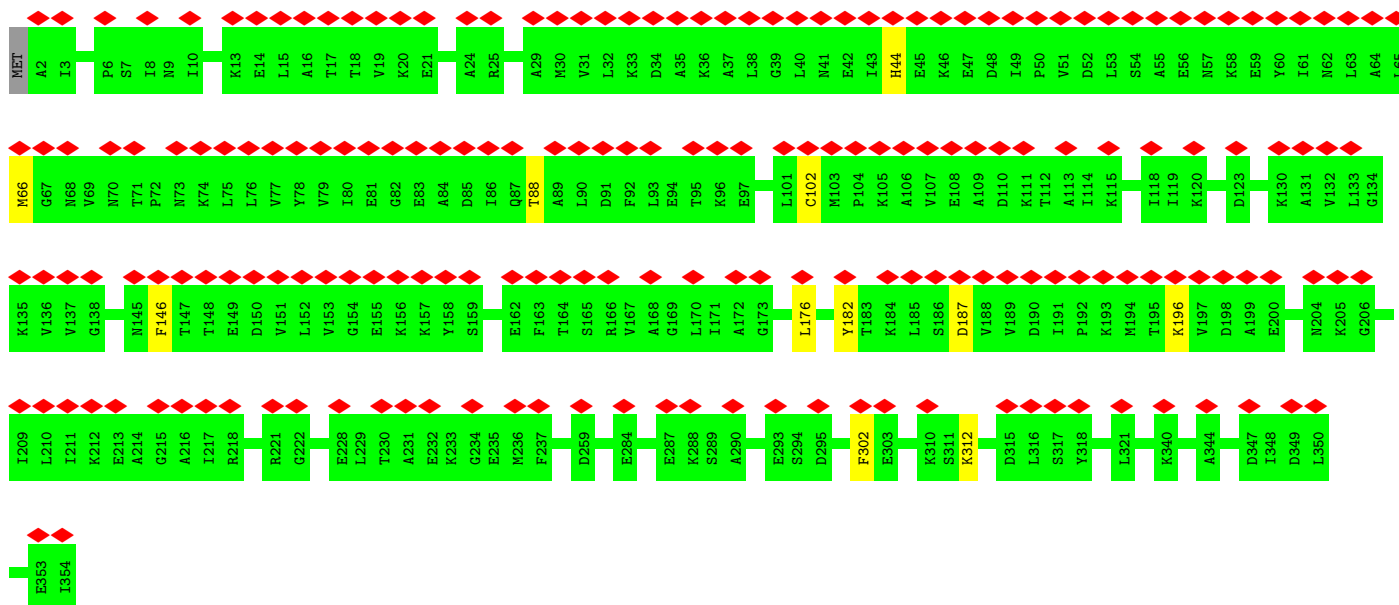 MET A2 I3 P6 S7 I8 N9 I10 K13 E14 L15 A16 T17 T18 V19 K20 E21 A24 R25 A29 M30 V31 L32 K33 D34 A35 K36 A37 L38 G39 L40 N41 E42 I43 H44 E45 K46 E47 D48 I49 P50 V51 D52 L53 S54 A55 E56 N57 K58 E59 Y60 I61 N62 L63 A64 L65
M66 G67 N68 V69 N70 T71 P72 N73 K74 L75 L76 V77 Y78 V79 I80 E81 G82 E83 A84 D85 I86 Q87 T88 A89 L90 D91 F92 L93 E94 T95 K96 E97 L101 C102 M103 P104 K105 A106 V107 E108 A109 D110 K111 T112 A113 I114 K115 I118 I119 K120 D123 K130 A131 V132 L133 G134
K135 V136 V137 G138 N145 F146 T147 T148 E149 D150 V151 L152 V153 G154 E155 K156 K157 Y158 S159 E162 F163 T164 S165 R166 V167 A168 G169 L170 I171 A172 G173 L176 Y182 T183 K184 L185 S186 D187 V188 V189 D190 I191 P192 K193 M194 T195 K196 V197 D198 A199 E200 N204 K205 G206
I209 L210 I211 K212 E213 A214 G215 A216 I217 R218 R221 G222 E228 L229 T230 A231 E232 K233 G234 E235 M236 F237 D259 E284 E287 K288 S289 A290 E293 S294 D295 F302 E303 K310 S311 K312 D315 L316 S317 Y318 L321 K340 A344 D347 I348 D349 L350
E353 I354